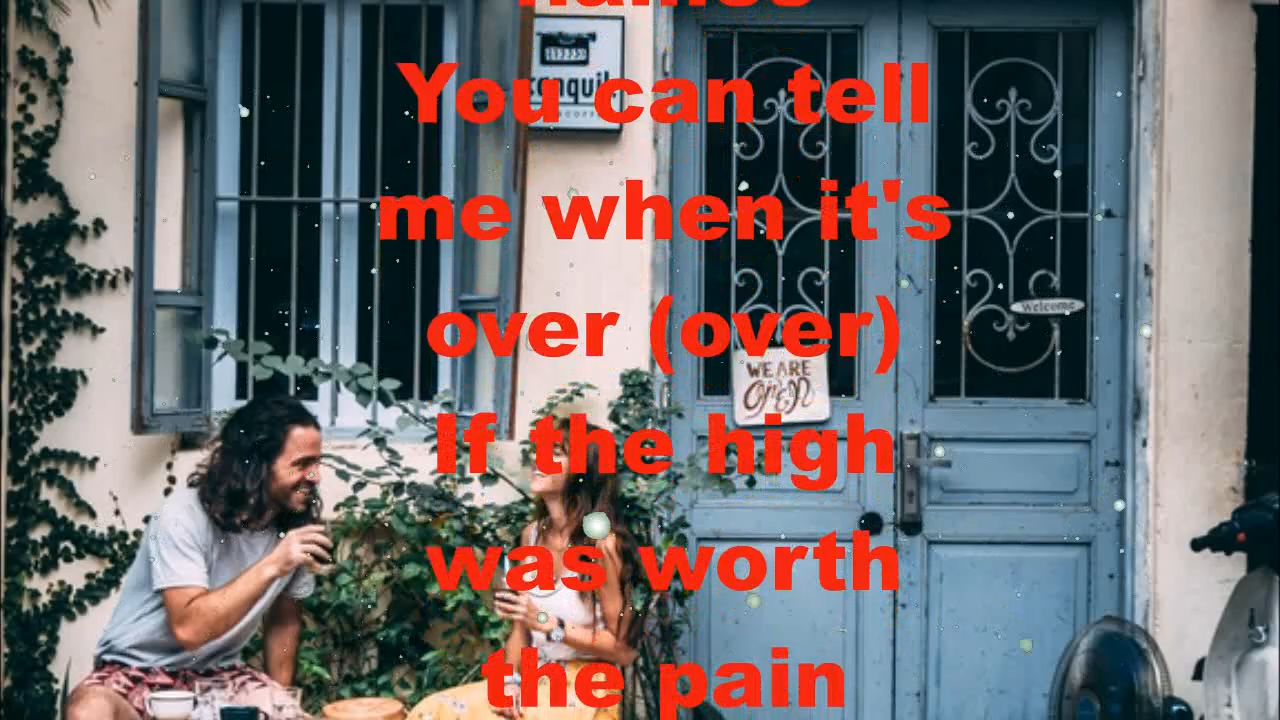 names
You can tell
me when it's
over (over)
If the high
was worth
the pain
Welcome
WE ARE
OPEN